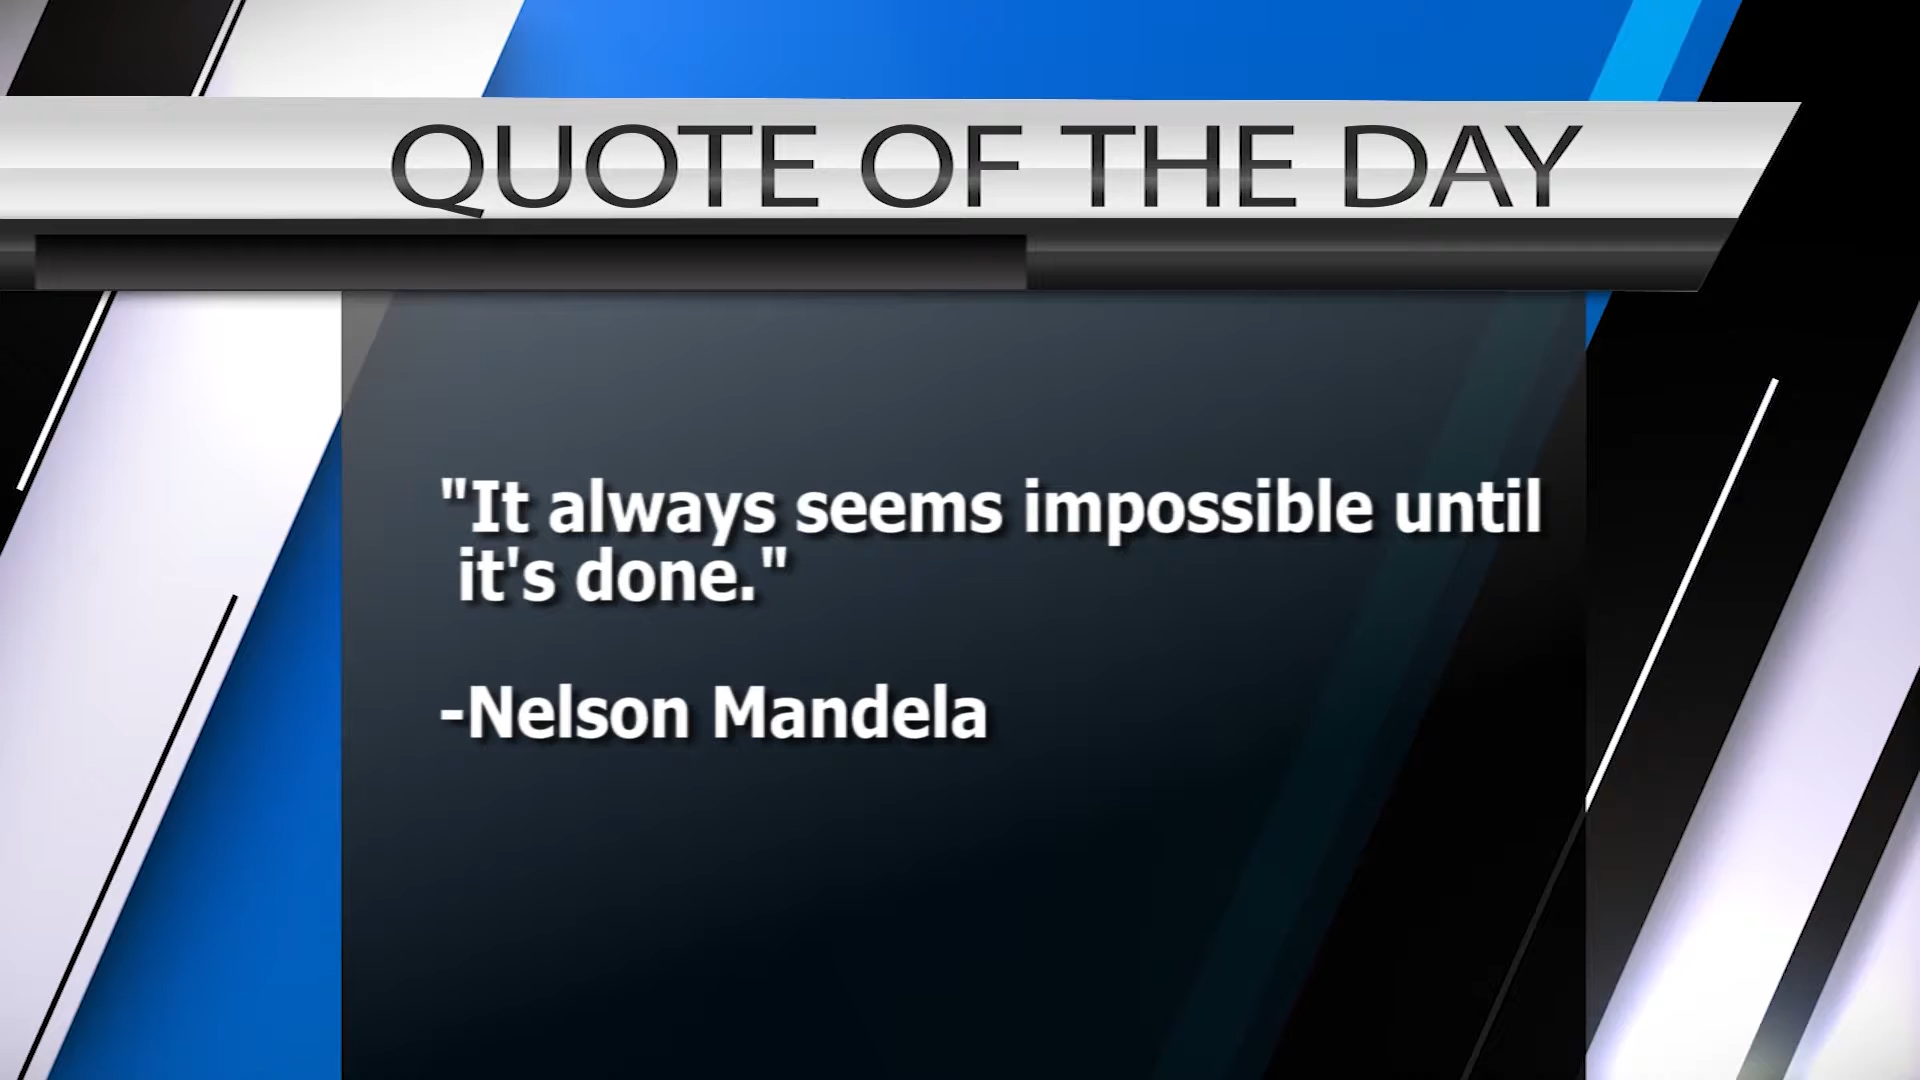 QUOTE OF THE DAY
"It always seems impossible until
it's done."
-Nelson Mandela